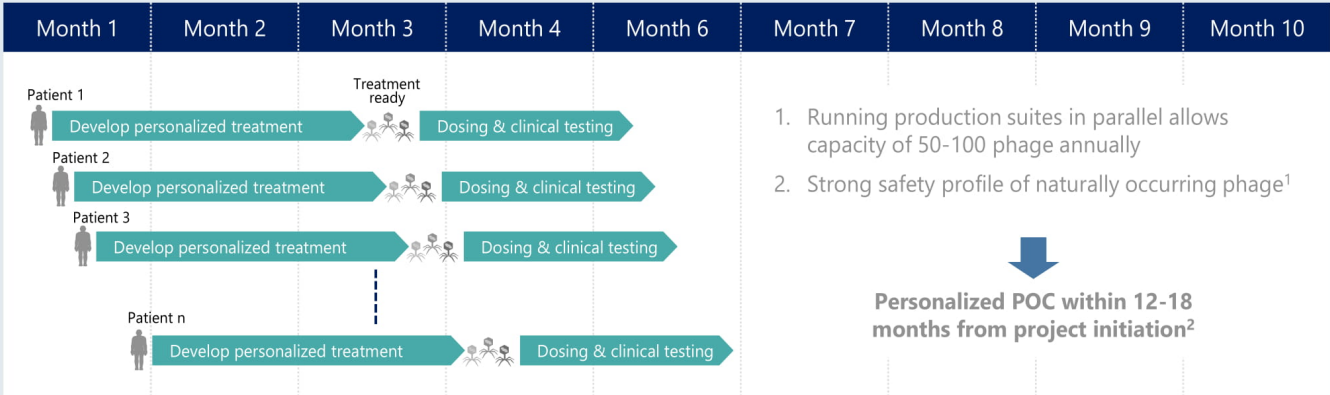 Month 1
Month 2
Month 3
Month 4
Month 6
Month 7
Month 8
Month 9
Month 10
Patient 1
Develop personalized treatment
Treatment
ready
Dosing & clinical testing
Patient 2
Develop personalized treatment
Dosing & clinical testing
Patient 3
Develop personalized treatment
Dosing & clinical testing
Patient n
Develop personalized treatment
Dosing & clinical testing
1. Running production suites in parallel allows
capacity of 50-100 phage annually
2. Strong safety profile of naturally occurring phage¹
Personalized POC within 12-18
months from project initiation²